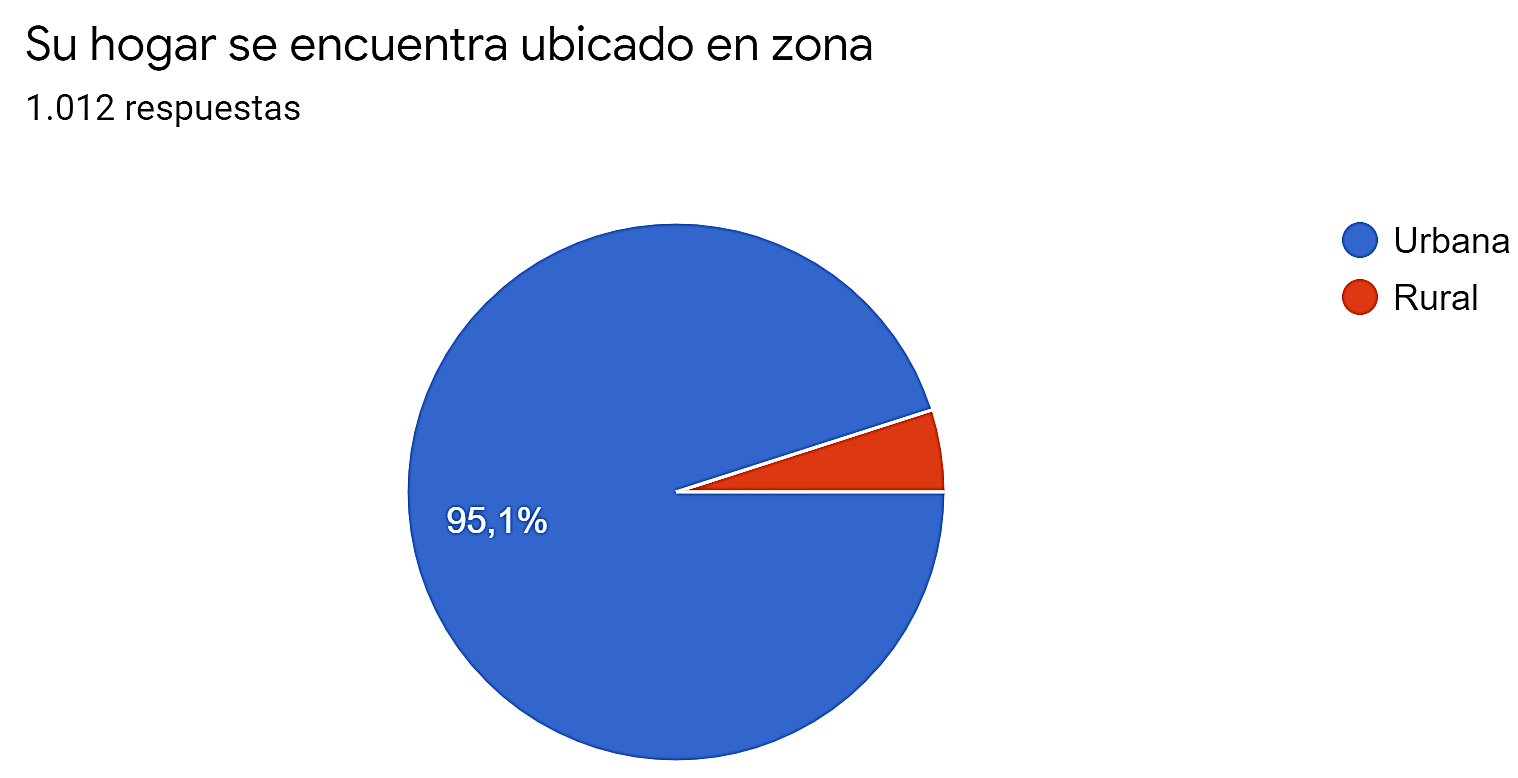 Su hogar se encuentra ubicado en zona
1.012 respuestas
Urbana
Rural
95,1%